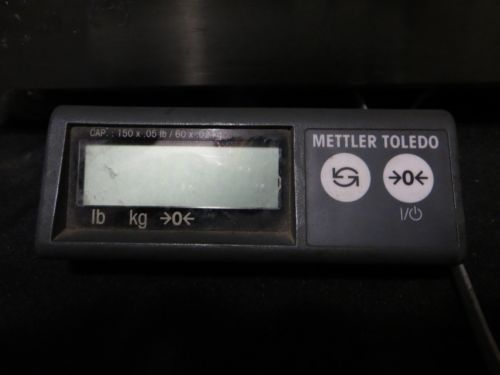 CAP. : 150 x .05 lb / 60 x .02 kg
METTLER TOLEDO
→0←
lb kg →0←
I/⏻